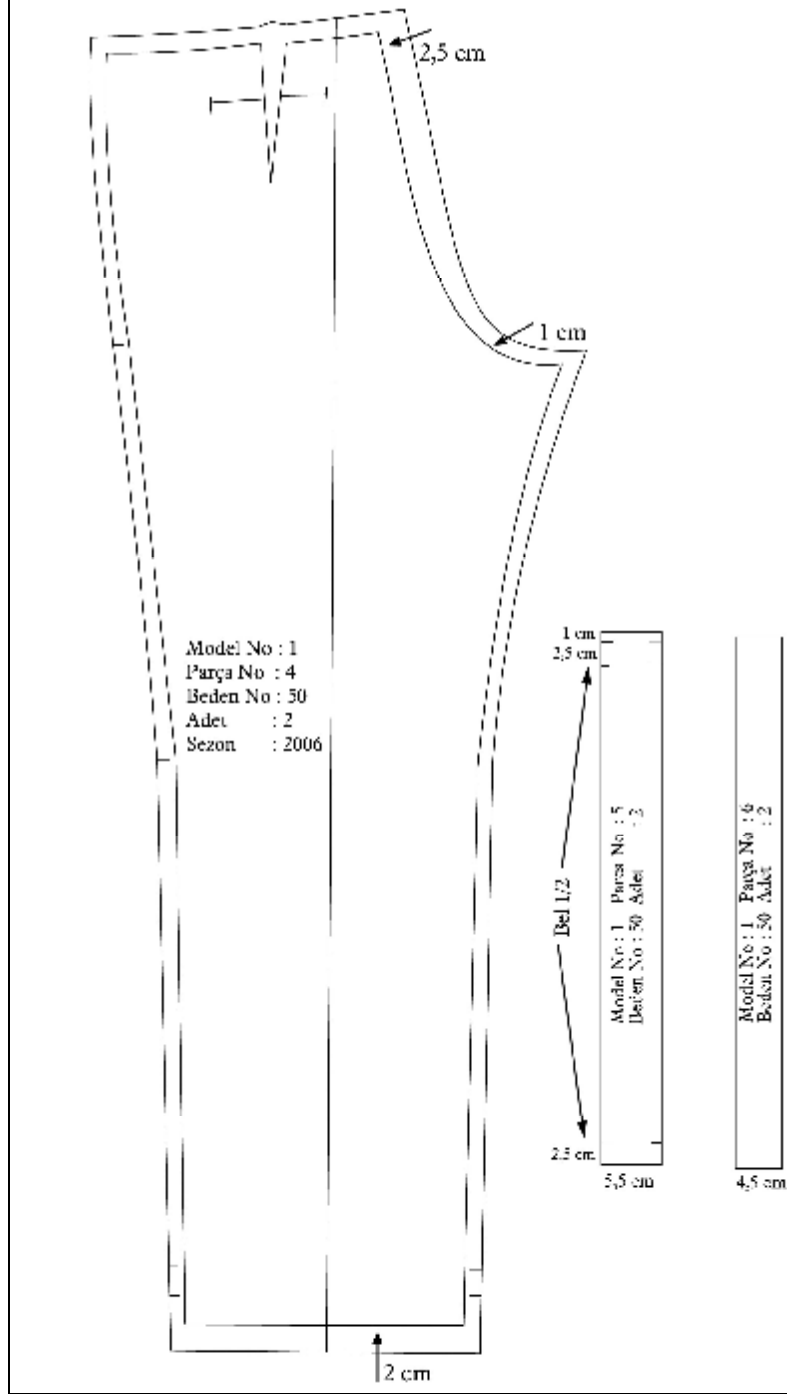 2,5 cm
1 cm
Model No : 1
Parça No : 4
Beden No : 50
Adet : 2
Sezon : 2006
1 cm
2,5 cm
Bel 1/2
Model No : 1 Parça No : 5
Beden No : 50 Adet : 2
2.5 cm
5,5 cm
Model No : 1 Parça No : 6
Beden No : 50 Adet : 2
4,5 cm
2 cm